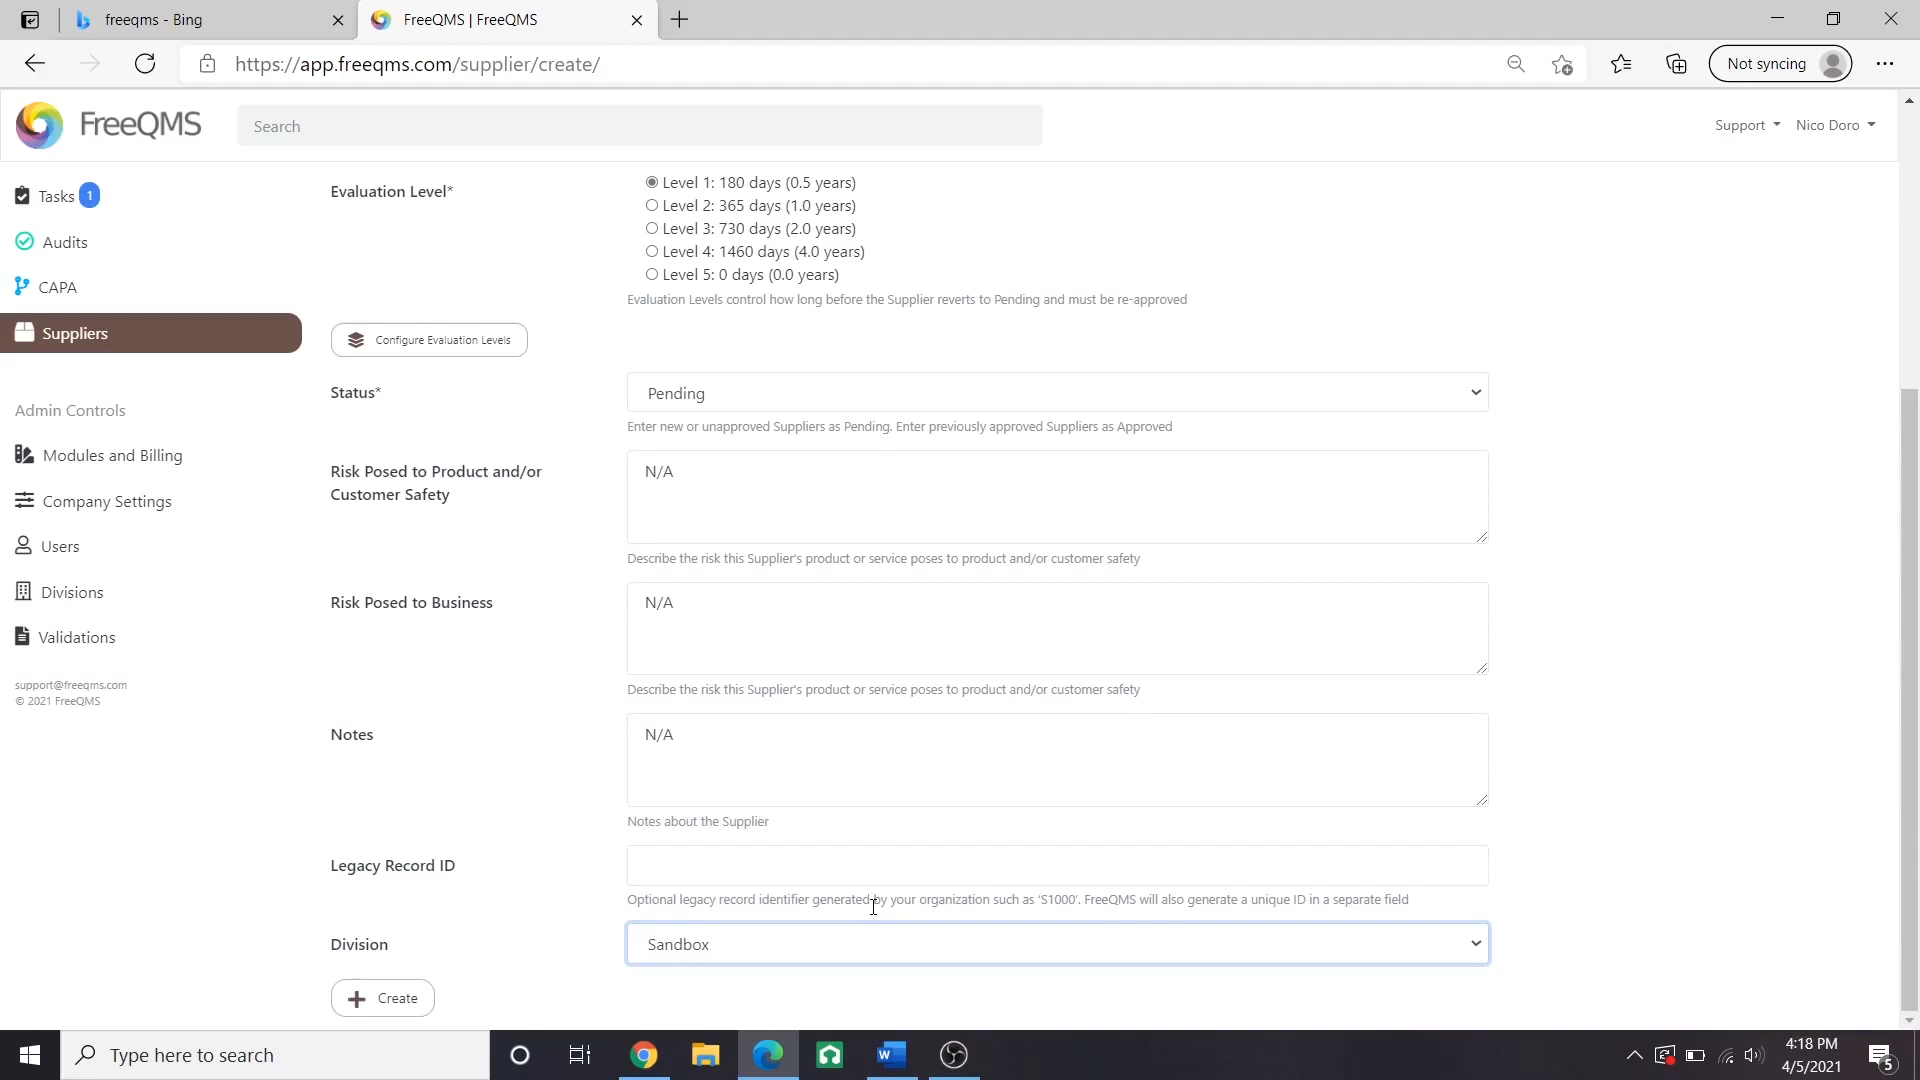 freeqms - Bing
FreeQMS | FreeQMS
https://app.freeqms.com/supplier/create/
Not syncing
FreeQMS
Search
Support
Nico Doro
Tasks 1
Audits
CAPA
Suppliers
Admin Controls
Modules and Billing
Company Settings
Users
Divisions
Validations
support@freeqms.com
© 2021 FreeQMS
Evaluation Level*
Level 1: 180 days (0.5 years)
Level 2: 365 days (1.0 years)
Level 3: 730 days (2.0 years)
Level 4: 1460 days (4.0 years)
Level 5: 0 days (0.0 years)
Evaluation Levels control how long before the Supplier reverts to Pending and must be re-approved
Configure Evaluation Levels
Status*
Pending
Enter new or unapproved Suppliers as Pending. Enter previously approved Suppliers as Approved
Risk Posed to Product and/or
Customer Safety
N/A
Describe the risk this Supplier's product or service poses to product and/or customer safety
Risk Posed to Business
N/A
Describe the risk this Supplier's product or service poses to product and/or customer safety
Notes
N/A
Notes about the Supplier
Legacy Record ID
Optional legacy record identifier generated by your organization such as 'S1000'. FreeQMS will also generate a unique ID in a separate field
Division
Sandbox
Create
Type here to search
4:18 PM
4/5/2021
5